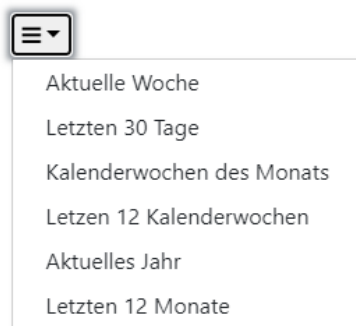 Aktuelle Woche
Letzten 30 Tage
Kalenderwochen des Monats
Letzen 12 Kalenderwochen
Aktuelles Jahr
Letzten 12 Monate